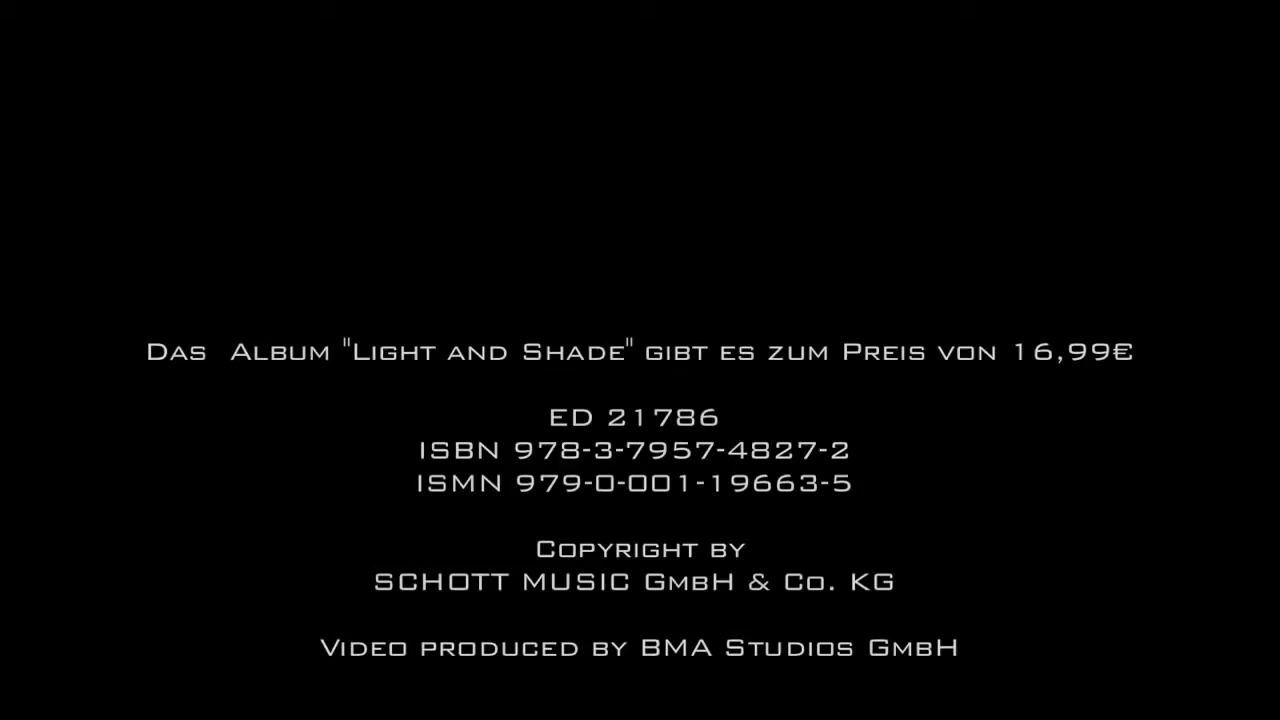 Das Album "Light and Shade" gibt es zum Preis von 16,99€
ED 21786
ISBN 978-3-7957-4827-2
ISMN 979-0-001-19663-5
Copyright by
SCHOTT MUSIC GmbH & Co. KG
Video produced by BMA Studios GmbH